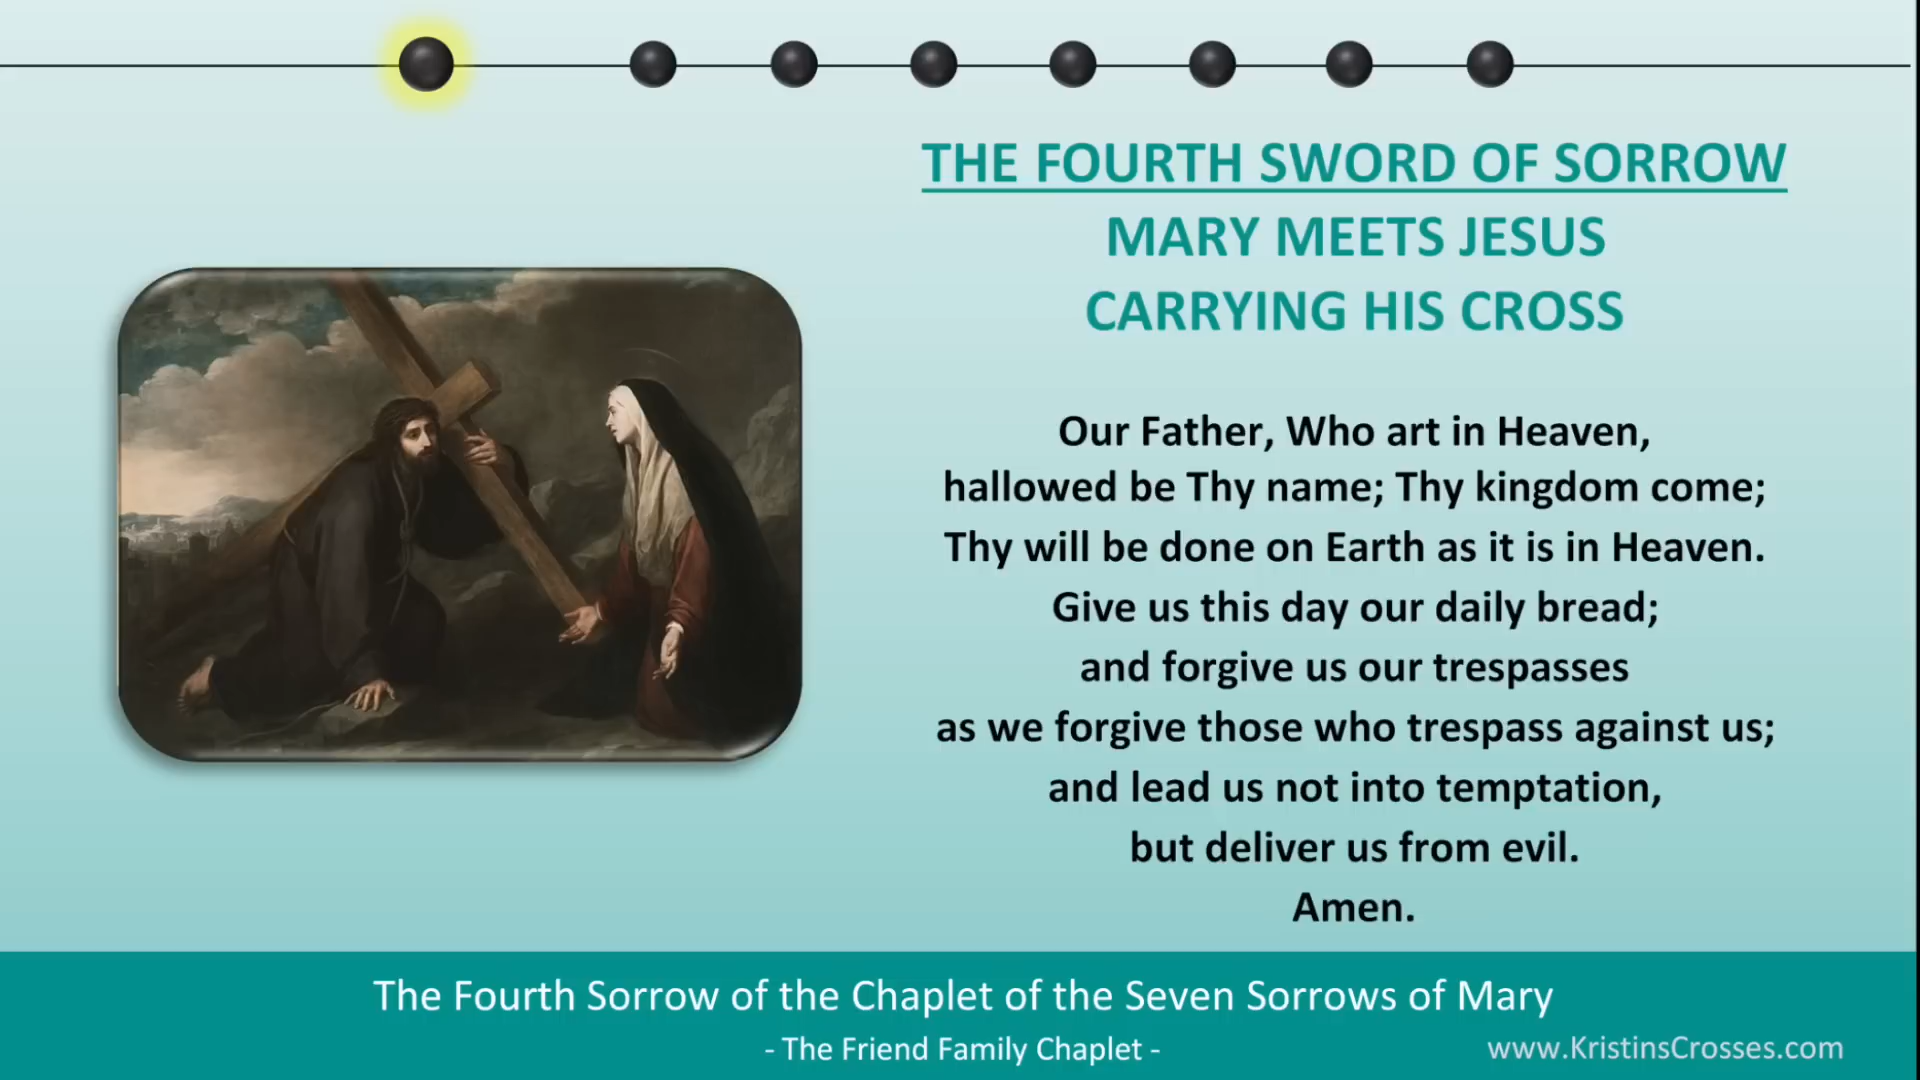 THE FOURTH SWORD OF SORROW
MARY MEETS JESUS
CARRYING HIS CROSS
Our Father, Who art in Heaven,
hallowed be Thy name; Thy kingdom come;
Thy will be done on Earth as it is in Heaven.
Give us this day our daily bread;
and forgive us our trespasses
as we forgive those who trespass against us;
and lead us not into temptation,
but deliver us from evil.
Amen.
The Fourth Sorrow of the Chaplet of the Seven Sorrows of Mary
- The Friend Family Chaplet -
www.KristinsCrosses.com